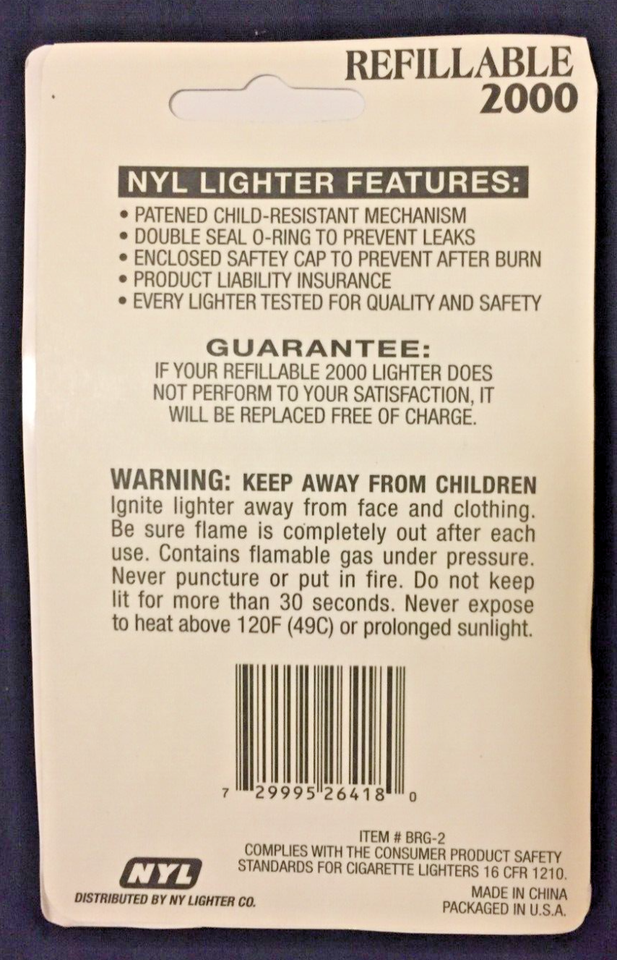 REFILLABLE
2000
NYL LIGHTER FEATURES:
• PATENED CHILD-RESISTANT MECHANISM
• DOUBLE SEAL O-RING TO PREVENT LEAKS
• ENCLOSED SAFTEY CAP TO PREVENT AFTER BURN
• PRODUCT LIABILITY INSURANCE
• EVERY LIGHTER TESTED FOR QUALITY AND SAFETY
GUARANTEE:
IF YOUR REFILLABLE 2000 LIGHTER DOES
NOT PERFORM TO YOUR SATISFACTION, IT
WILL BE REPLACED FREE OF CHARGE.
WARNING: KEEP AWAY FROM CHILDREN
Ignite lighter away from face and clothing.
Be sure flame is completely out after each
use. Contains flamable gas under pressure.
Never puncture or put in fire. Do not keep
lit for more than 30 seconds. Never expose
to heat above 120F (49C) or prolonged sunlight.
7 29995 26418 0
ITEM # BRG-2
COMPLIES WITH THE CONSUMER PRODUCT SAFETY
STANDARDS FOR CIGARETTE LIGHTERS 16 CFR 1210.
NYL
DISTRIBUTED BY NY LIGHTER CO.
MADE IN CHINA
PACKAGED IN U.S.A.